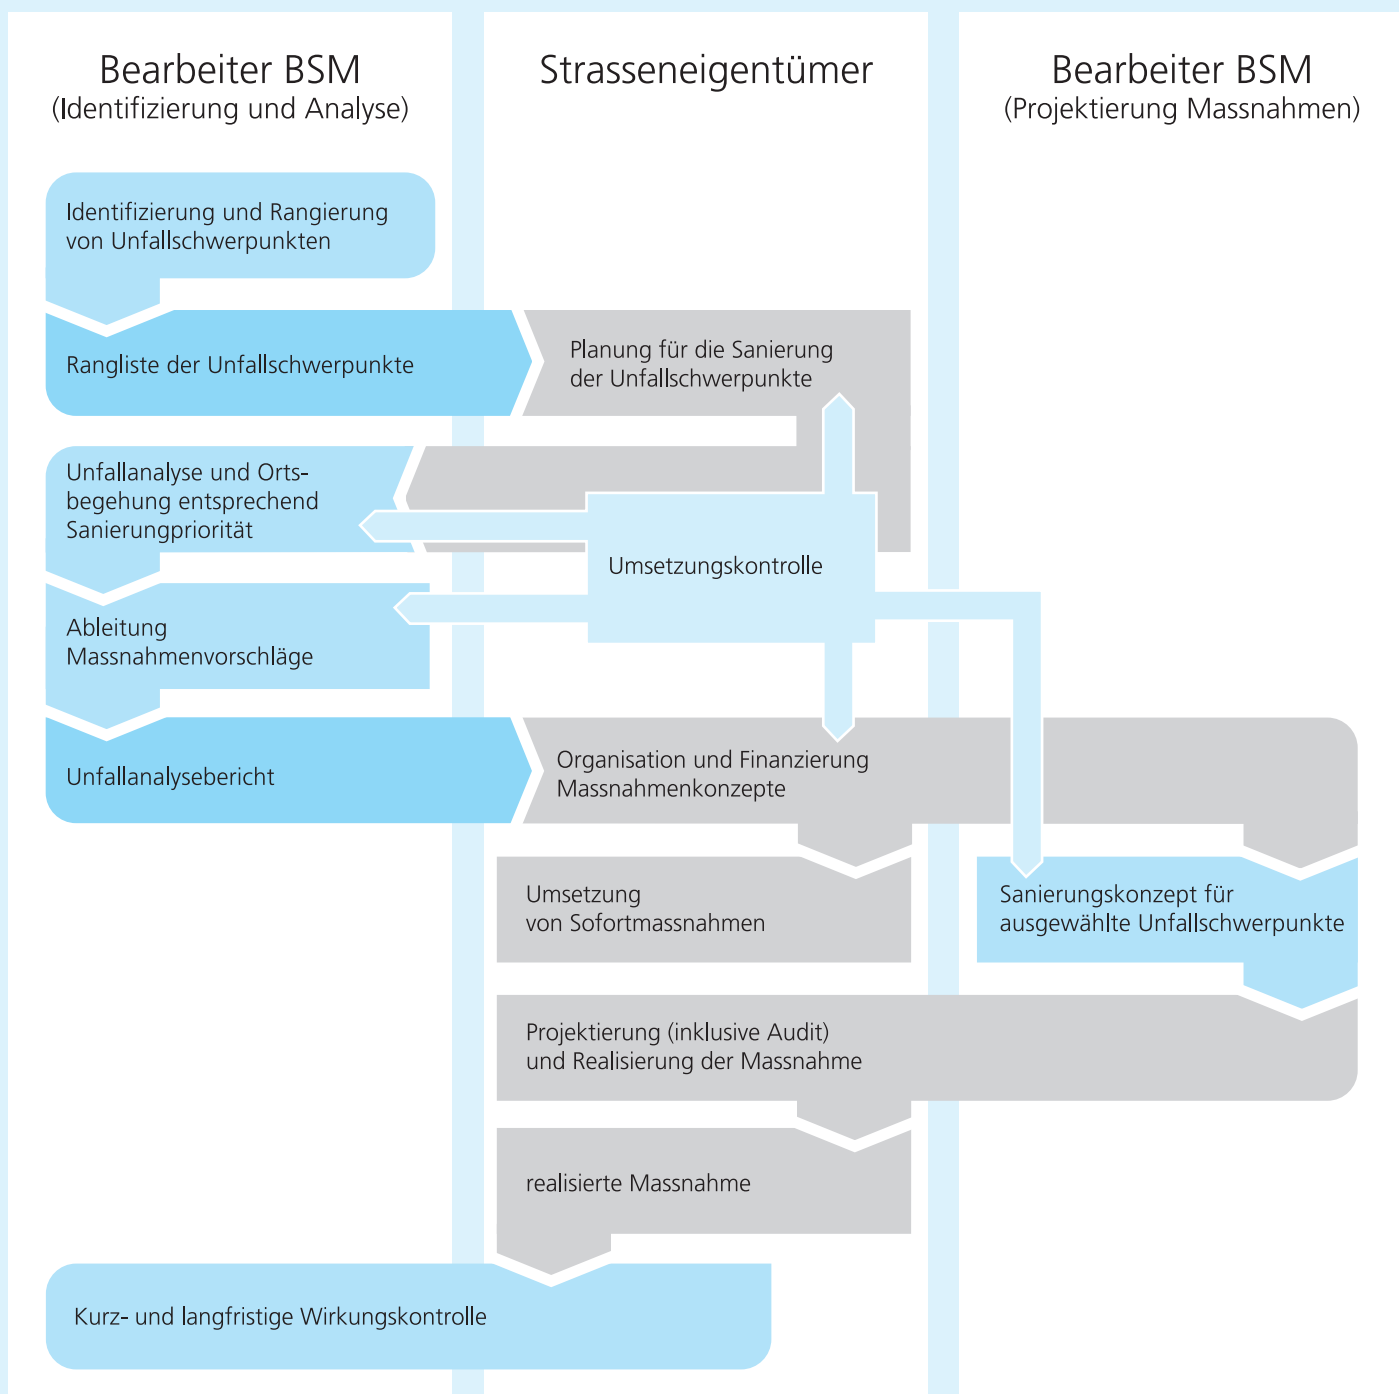 Bearbeiter BSM
(Identifizierung und Analyse)
Strasseneigentümer
Bearbeiter BSM
(Projektierung Massnahmen)
Identifizierung und Rangierung
von Unfallschwerpunkten
Rangliste der Unfallschwerpunkte
Planung für die Sanierung
der Unfallschwerpunkte
Unfallanalyse und Orts-
begehung entsprechend
Sanierungpriorität
Umsetzungskontrolle
Ableitung
Massnahmenvorschläge
Unfallanalysebericht
Organisation und Finanzierung
Massnahmenkonzepte
Umsetzung
von Sofortmassnahmen
Sanierungskonzept für
ausgewählte Unfallschwerpunkte
Projektierung (inklusive Audit)
und Realisierung der Massnahme
realisierte Massnahme
Kurz- und langfristige Wirkungskontrolle